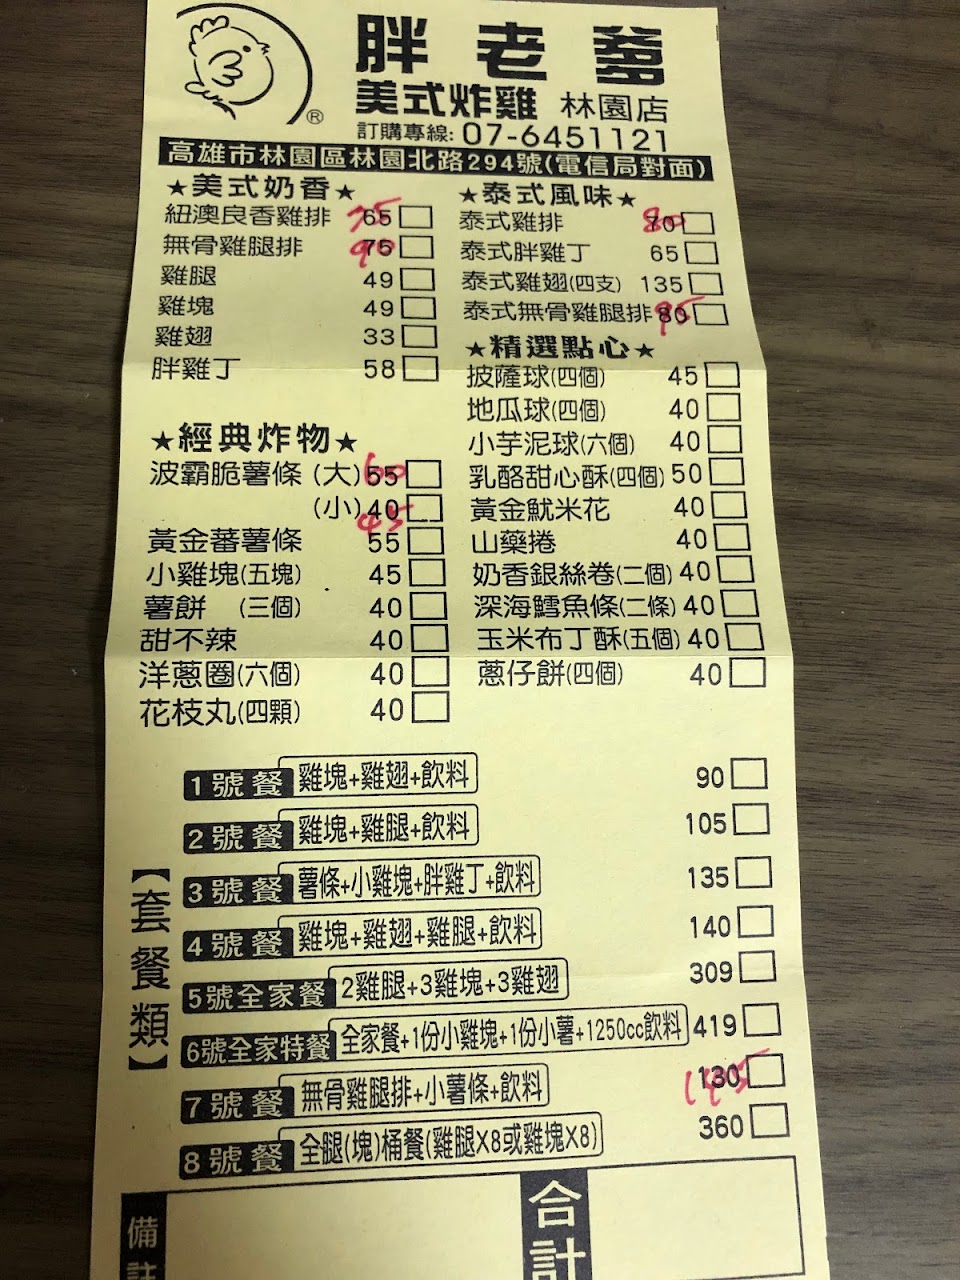 胖老爹
美式炸雞 林園店
®
訂購專線: 07-6451121
高雄市林園區林園北路294號(電信局對面)
★美式奶香★
紐澳良香雞排 65 75
無骨雞腿排 75 90
雞腿 49
雞塊 49
雞翅 33
胖雞丁 58
★經典炸物★
波霸脆薯條 (大) 55 60
(小) 40 45
黃金蕃薯條 55
小雞塊(五塊) 45
薯餅 (三個) 40
甜不辣 40
洋蔥圈(六個) 40
花枝丸(四顆) 40
★泰式風味★
泰式雞排 70 80
泰式胖雞丁 65
泰式雞翅(四支) 135
泰式無骨雞腿排 80 95
★精選點心★
披薩球(四個) 45
地瓜球(四個) 40
小芋泥球(六個) 40
乳酪甜心酥(四個) 50
黃金魷米花 40
山藥捲 40
奶香銀絲卷(二個) 40
深海鱈魚條(二條) 40
玉米布丁酥(五個) 40
蔥仔餅(四個) 40
【套餐類】
1號餐 雞塊+雞翅+飲料 90
2號餐 雞塊+雞腿+飲料 105
3號餐 薯條+小雞塊+胖雞丁+飲料 135
4號餐 雞塊+雞翅+雞腿+飲料 140
5號全家餐 2雞腿+3雞塊+3雞翅 309
6號全家特餐 全家餐+1份小雞塊+1份小薯+1250cc飲料 419
7號餐 無骨雞腿排+小薯條+飲料 130 145
8號餐 全腿(塊)桶餐(雞腿X8或雞塊X8) 360
備註
合計